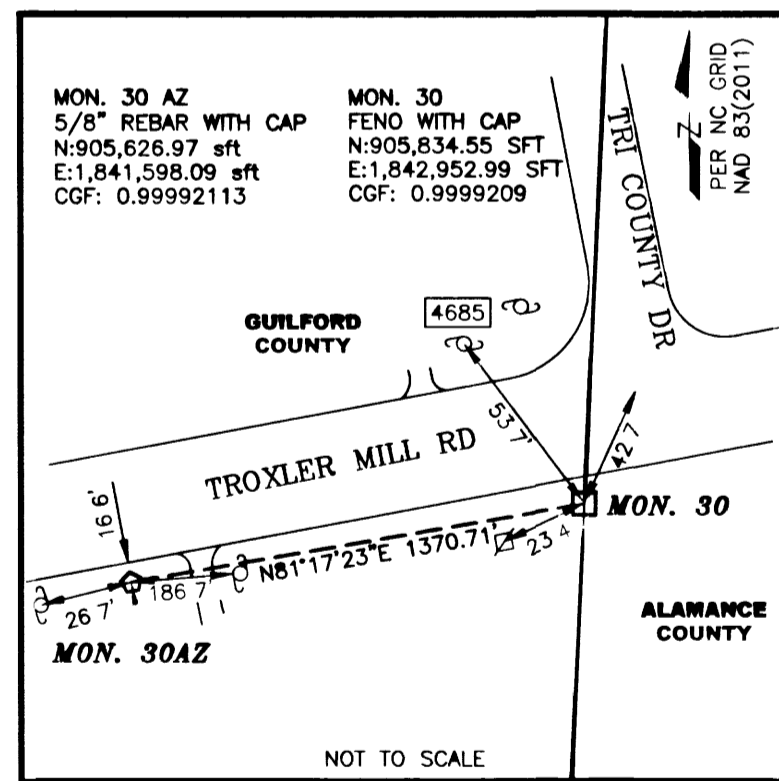 MON. 30 AZ
5/8" REBAR WITH CAP
N:905,626.97 sft
E:1,841,598.09 sft
CGF: 0.99992113
MON. 30
FENO WITH CAP
N:905,834.55 SFT
E:1,842,952.99 SFT
CGF: 0.9999209
N
PER NC GRID
NAD 83(2011)
TRI COUNTY DR
GUILFORD
COUNTY
4685
53 7'
42 7
TROXLER MILL RD
16 6'
MON. 30
N81°17'23"E 1370.71'
23 4
186 7'
26 7'
MON. 30AZ
ALAMANCE
COUNTY
NOT TO SCALE